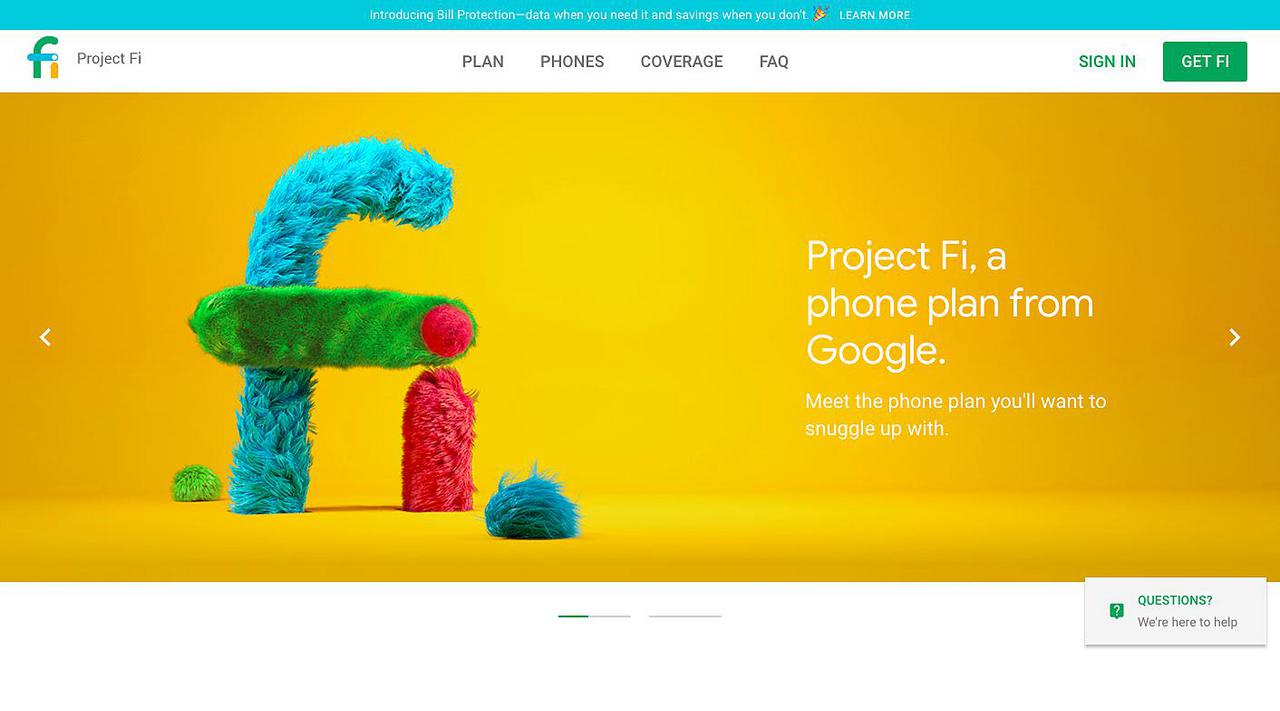 Introducing Bill Protection—data when you need it and savings when you don't. 🎉 LEARN MORE
Project Fi
PLAN PHONES COVERAGE FAQ
SIGN IN GET FI
Project Fi, a
phone plan from
Google.
Meet the phone plan you'll want to
snuggle up with.
QUESTIONS?
We're here to help